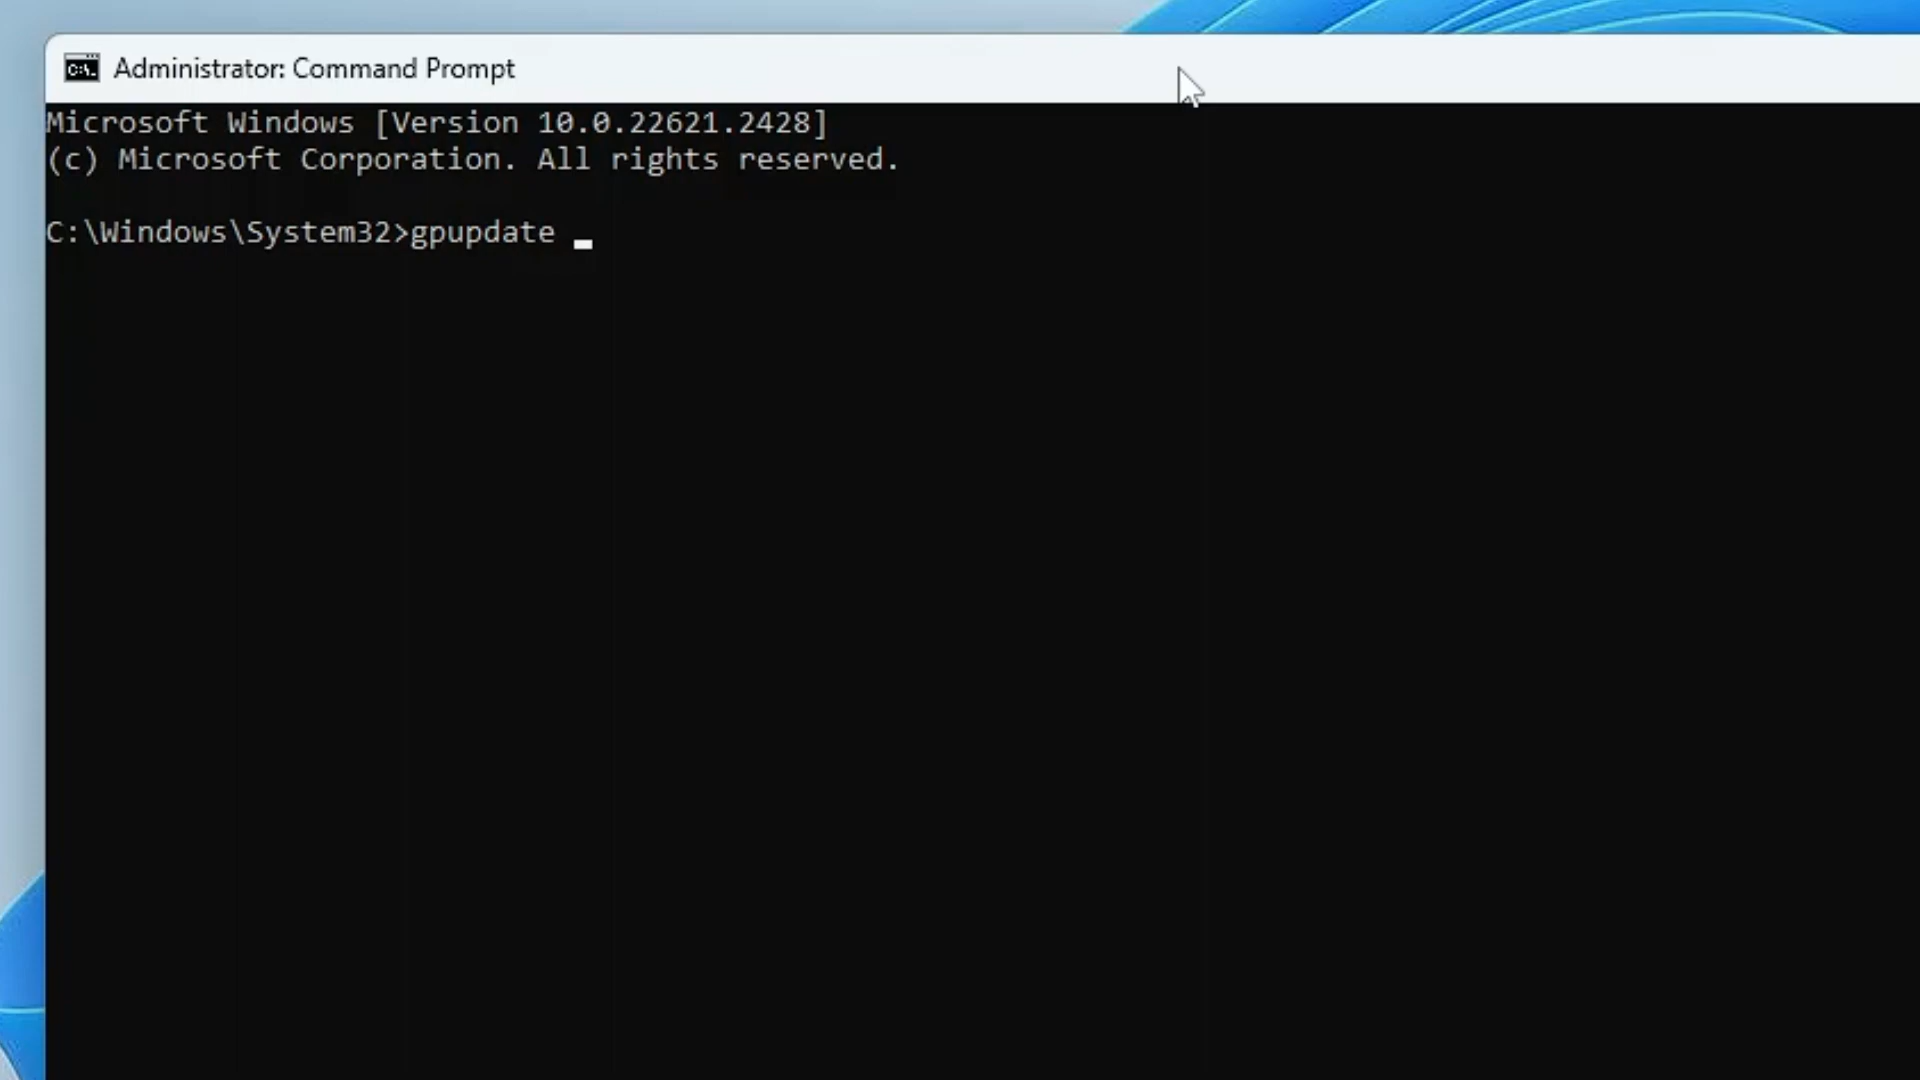 Administrator: Command Prompt
Microsoft Windows [Version 10.0.22621.2428]
(c) Microsoft Corporation. All rights reserved.
C:\Windows\System32>gpupdate